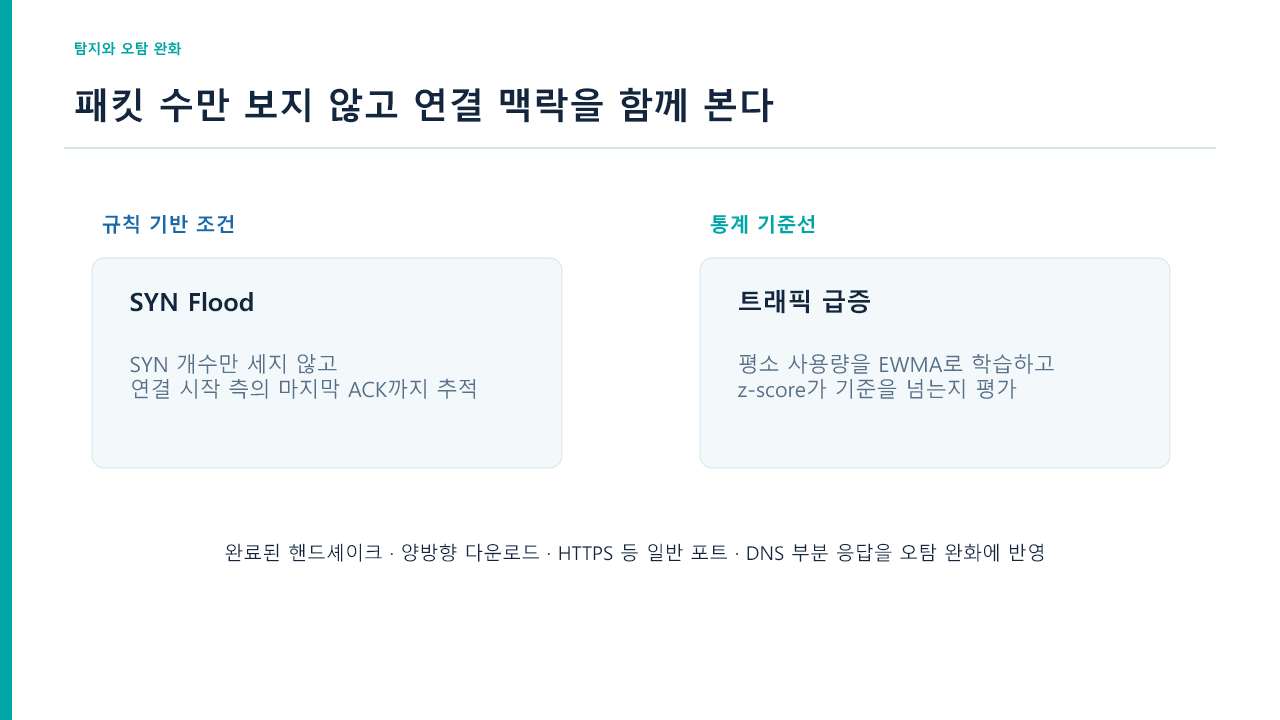 탐지와 오탐 완화
패킷 수만 보지 않고 연결 맥락을 함께 본다
규칙 기반 조건
SYN Flood
SYN 개수만 세지 않고
연결 시작 측의 마지막 ACK까지 추적
통계 기준선
트래픽 급증
평소 사용량을 EWMA로 학습하고
z-score가 기준을 넘는지 평가
완료된 핸드셰이크 · 양방향 다운로드 · HTTPS 등 일반 포트 · DNS 부분 응답을 오탐 완화에 반영